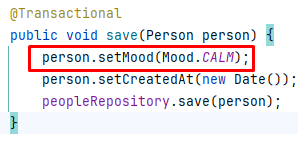 @Transactional
public void save(Person person) {
person.setMood(Mood.CALM);
person.setCreatedAt(new Date());
peopleRepository.save(person);
}